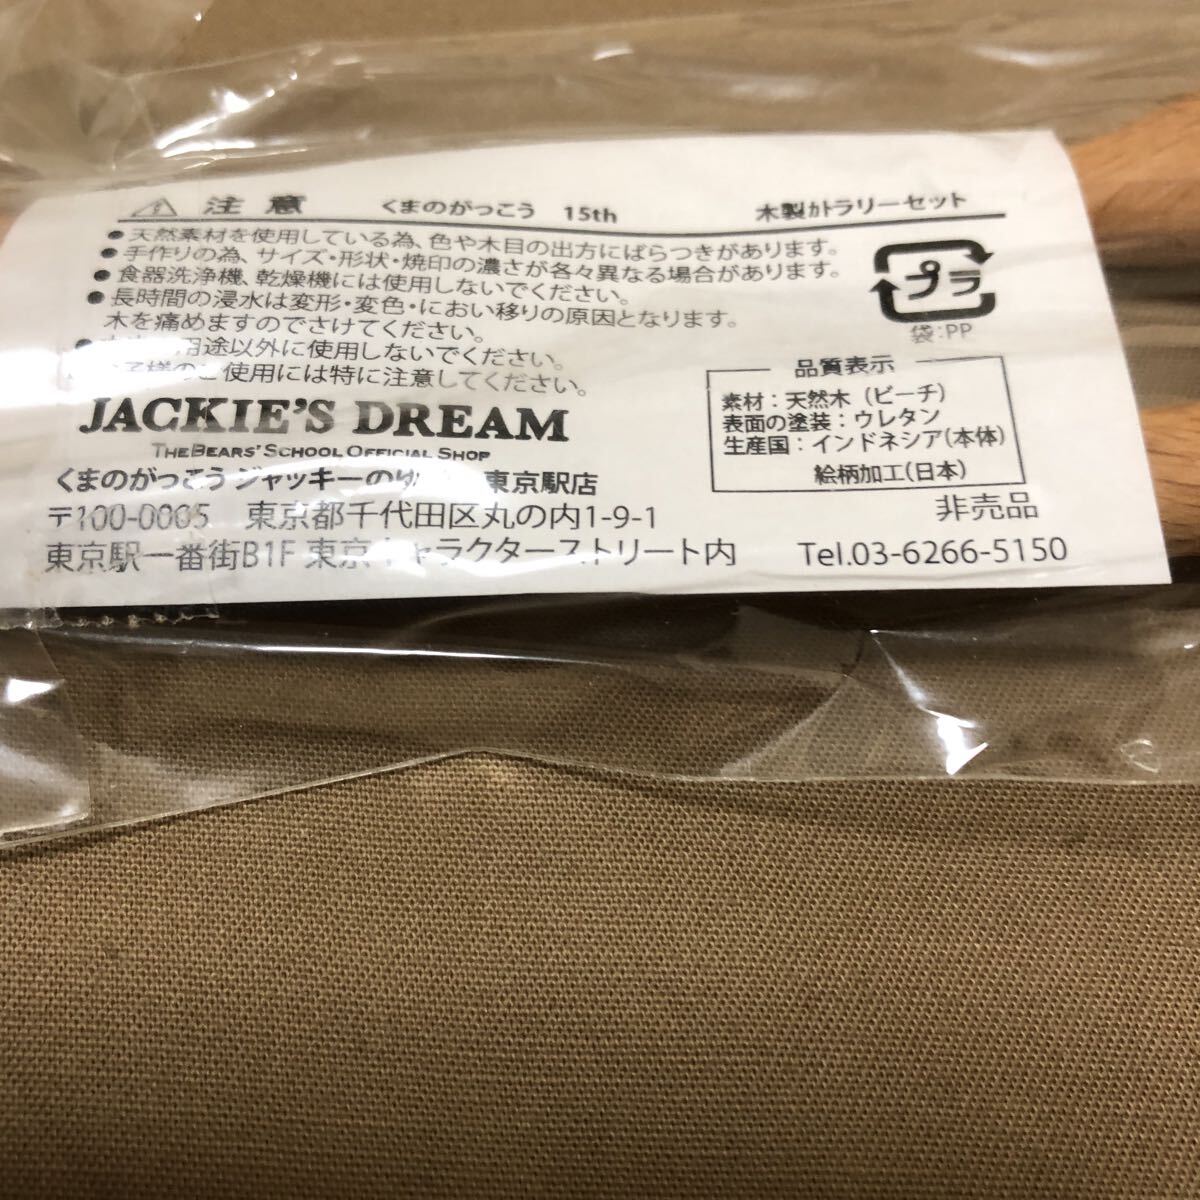 注意 くまのがっこう 15th 木製カトラリーセット
● 天然素材を使用している為、色や木目の出方にばらつきがあります。
● 手作りの為、サイズ・形状・焼印の濃さが各々異なる場合があります。
● 食器洗浄機、乾燥機には使用しないでください。
● 長時間の浸水は変形・変色・におい移りの原因となります。
木を痛めますのでさけてください。
● 用途以外に使用しないでください。
子様のご使用には特に注意してください。
プラ
袋:PP
品質表示
素材:天然木(ビーチ)
表面の塗装:ウレタン
生産国:インドネシア(本体)
絵柄加工(日本)
非売品
JACKIE'S DREAM
THE BEARS' SCHOOL OFFICIAL SHOP
くまのがっこう ジャッキーのゆ 東京駅店
〒100-0005 東京都千代田区丸の内1-9-1
東京駅一番街B1F 東京キャラクターストリート内 Tel.03-6266-5150